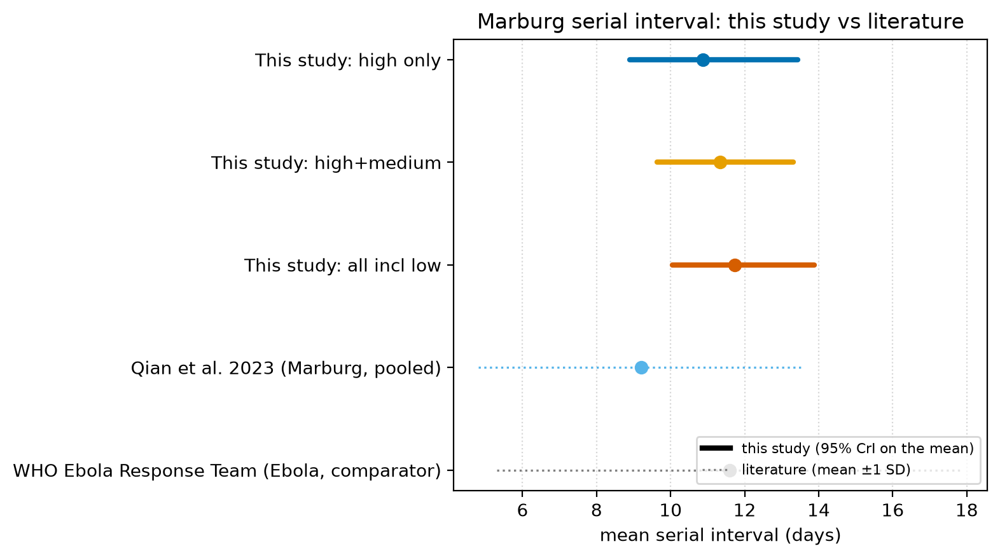 Marburg serial interval: this study vs literature
This study: high only
This study: high+medium
This study: all incl low
Qian et al. 2023 (Marburg, pooled)
WHO Ebola Response Team (Ebola, comparator)
this study (95% CrI on the mean)
literature (mean ±1 SD)
6 8 10 12 14 16 18
mean serial interval (days)